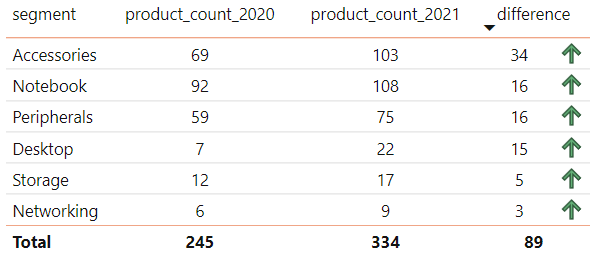 segment product_count_2020 product_count_2021 difference
Accessories 69 103 34
Notebook 92 108 16
Peripherals 59 75 16
Desktop 7 22 15
Storage 12 17 5
Networking 6 9 3
Total 245 334 89